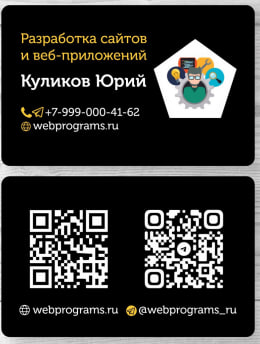 Разработка сайтов
и веб-приложений
Куликов Юрий
+7-999-000-41-62
webprograms.ru
webprograms.ru
@webprograms_ru